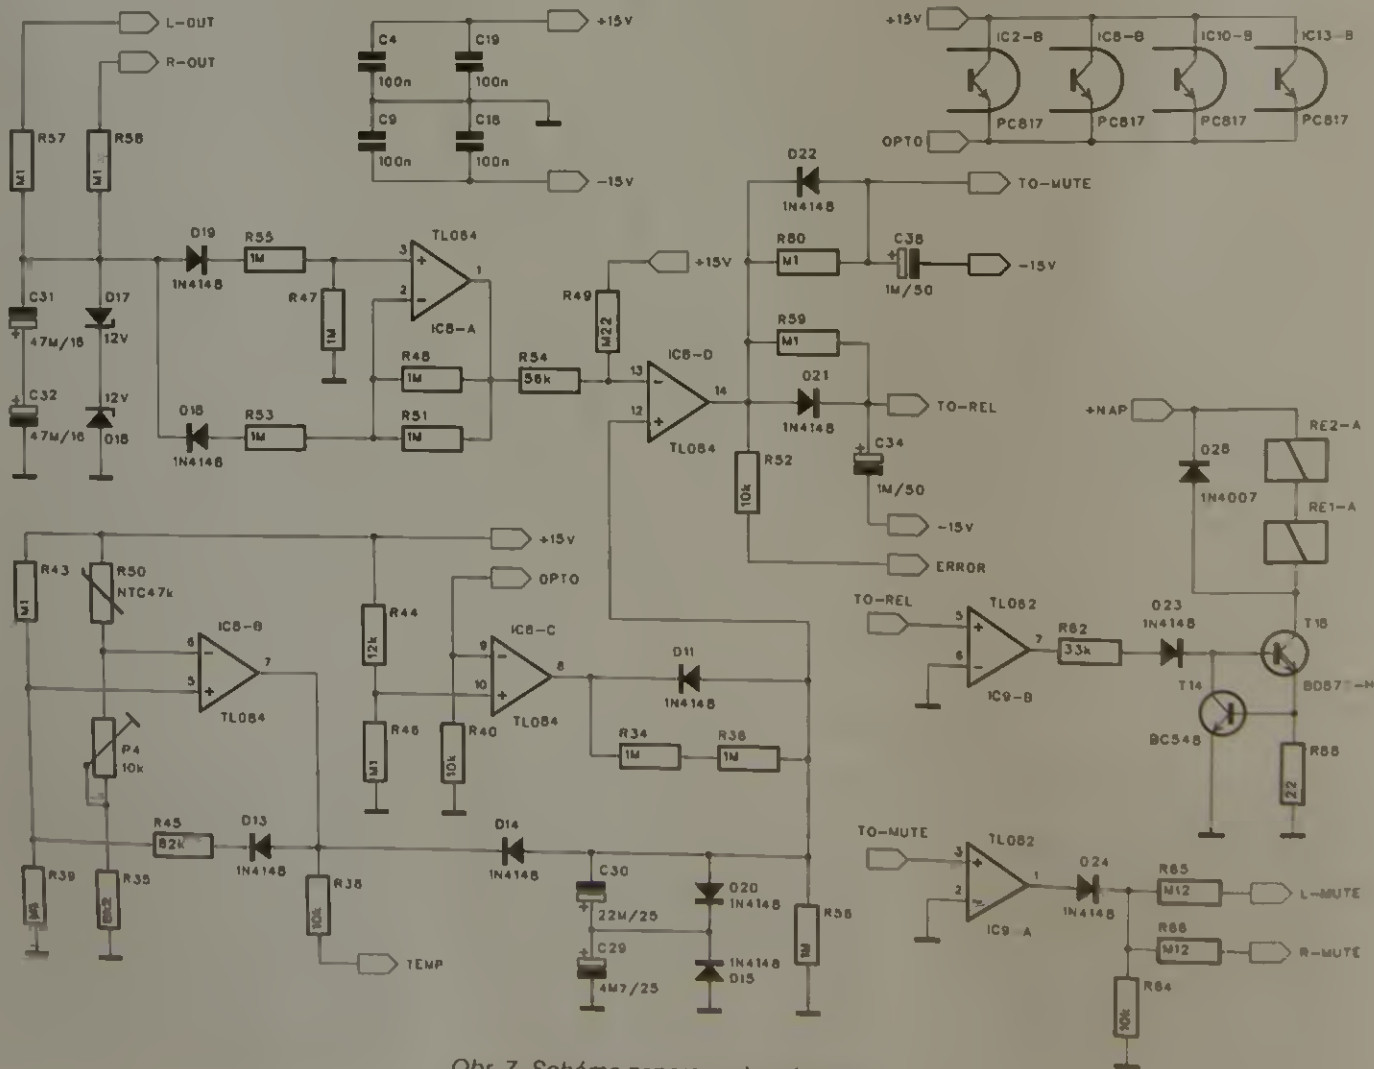 L-OUT
R-OUT
R57
M1
R58
M1
C31
47M/16
C32
47M/16
D17
12V
12V
D18
C4
100n
C19
100n
C9
100n
C18
100n
+15V
-15V
D19
1N4148
R55
1M
R47
1M
D18
1N4148
R53
1M
TL084
3
+
2
-
1
IC8-A
R48
1M
R51
1M
R54
56k
R49
M22
+15V
IC8-D
13
-
12
+
14
TL084
D22
1N4148
R80
M1
C38
+
1M/50
TO-MUTE
-15V
R59
M1
D21
1N4148
TO-REL
C34
+
1M/50
-15V
R52
10k
ERROR
+15V
OPTO
IC2-B
PC817
IC8-B
PC817
IC10-B
PC817
IC13-B
PC817
R43
M1
R50
NTC47k
+15V
OPTO
IC8-B
6
-
5
+
7
TL084
P4
10k
R44
12k
R46
M1
R40
10k
IC8-C
9
-
10
+
8
TL084
D11
1N4148
R34
1M
R36
1M
R45
82k
D13
1N4148
R39
R35
R38
10k
TEMP
D14
1N4148
C30
22M/25
C29
4M7/25
D20
1N4148
1N4148
D15
R56
1M
+NAP
D28
1N4007
RE2-A
RE1-A
TO-REL
TL082
5
+
6
-
7
IC9-B
R62
33k
D23
1N4148
T14
BC548
T16
R68
22
TO-MUTE
TL082
3
+
2
-
1
IC9-A
D24
1N4148
R65
M12
L-MUTE
R66
M12
R-MUTE
R64
10k
Obr. 7. Schéma